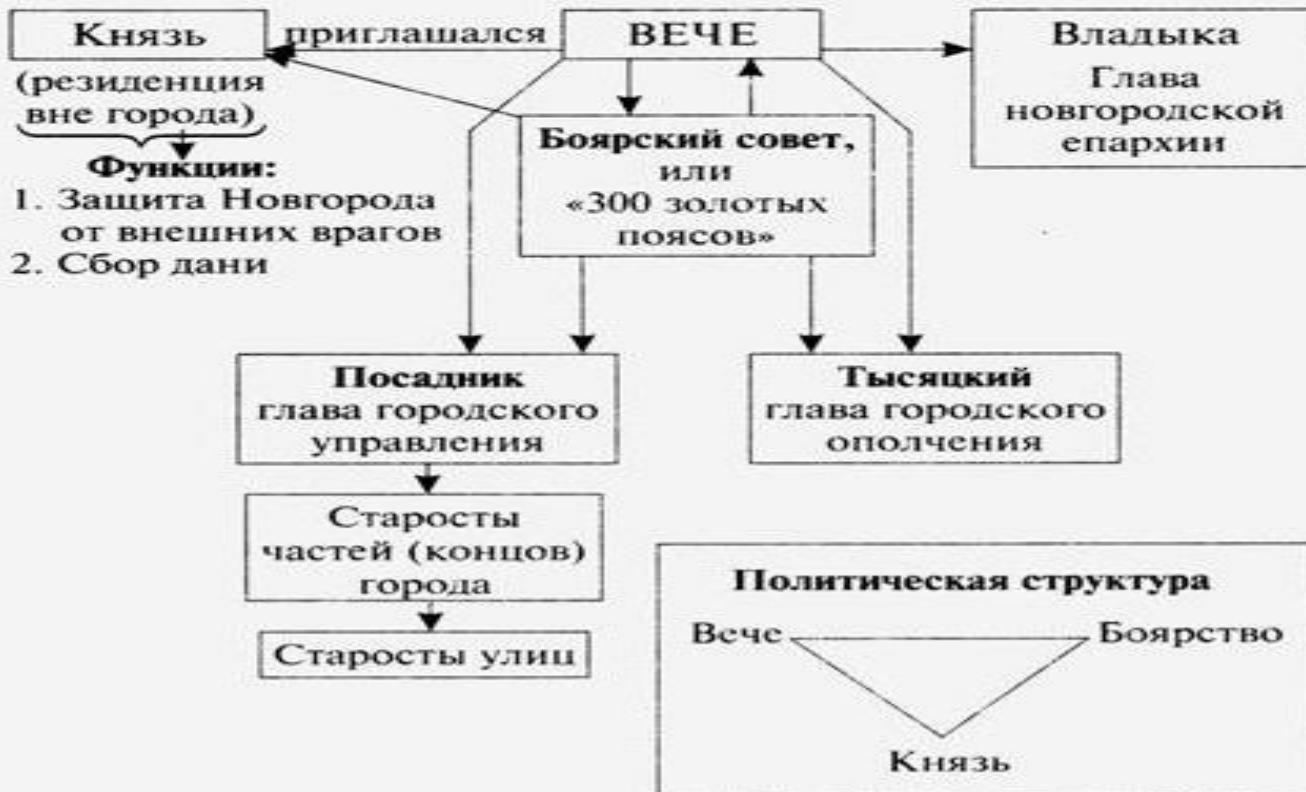 Князь
приглашался
ВЕЧЕ
Владыка
Глава
новгородской
епархии
(резиденция
вне города)
Функции:
1. Защита Новгорода
от внешних врагов
2. Сбор дани
Боярский совет,
или
«300 золотых
поясов»
Посадник
глава городского
управления
Тысяцкий
глава городского
ополчения
Старосты
частей (концов)
города
Старосты улиц
Политическая структура
Вече
Боярство
Князь